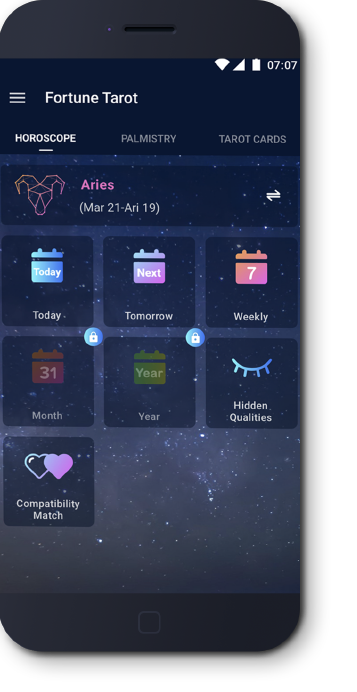 07:07
Fortune Tarot
HOROSCOPE PALMISTRY TAROT CARDS
Aries
(Mar 21-Ari 19)
Today Next 7
Today Tomorrow Weekly
31 Year
Month Year Hidden
Qualities
Compatibility
Match